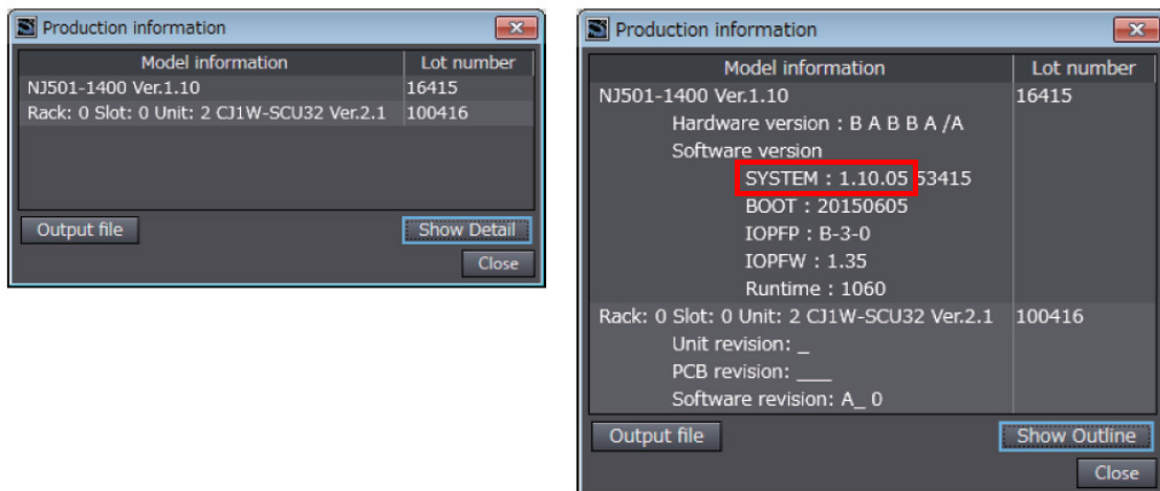 Production information
Model information Lot number
NJ501-1400 Ver.1.10 16415
Rack: 0 Slot: 0 Unit: 2 CJ1W-SCU32 Ver.2.1 100416
Output file Show Detail
Close
Production information
Model information Lot number
NJ501-1400 Ver.1.10 16415
Hardware version : B A B B A /A
Software version
SYSTEM : 1.10.05 53415
BOOT : 20150605
IOPFP : B-3-0
IOPFW : 1.35
Runtime : 1060
Rack: 0 Slot: 0 Unit: 2 CJ1W-SCU32 Ver.2.1 100416
Unit revision: _
PCB revision: ___
Software revision: A_ 0
Output file Show Outline
Close